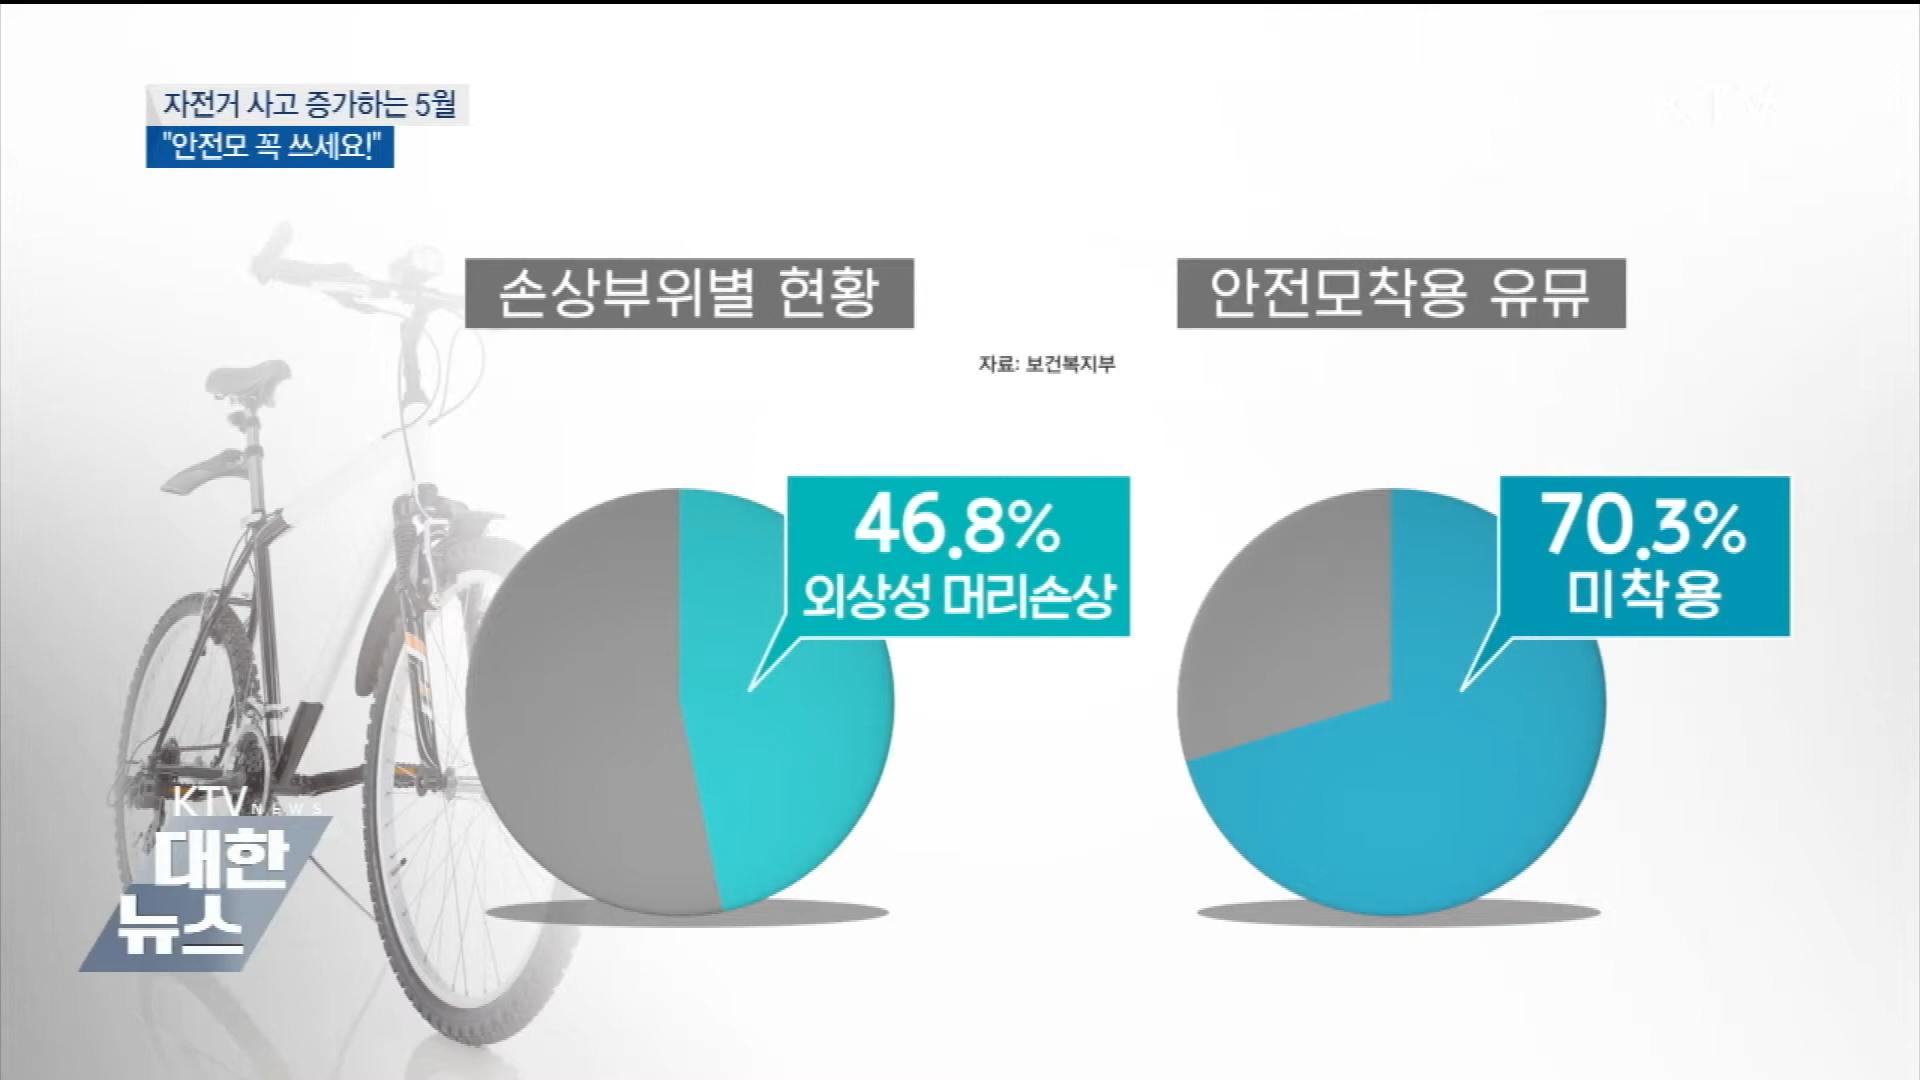 자전거 사고 증가하는 5월
"안전모 꼭 쓰세요!"
KTV
손상부위별 현황
안전모착용 유뮤
자료: 보건복지부
46.8%
외상성 머리손상
70.3%
미착용
KTV NEWS
대한
뉴스